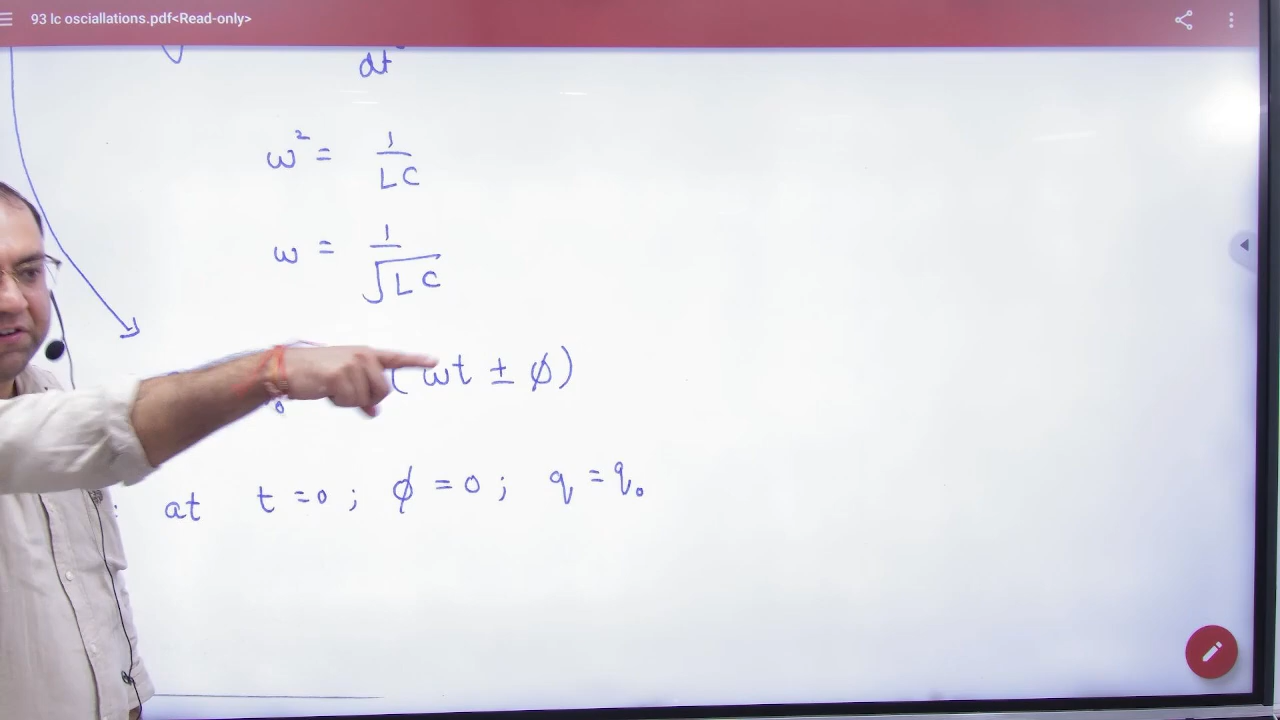 93 lc osciallations.pdf<Read-only>
dt
ω² = 1/LC
ω = 1/√LC
(ωt ± ϕ)
at t = 0 ; ϕ = 0 ; q = q₀